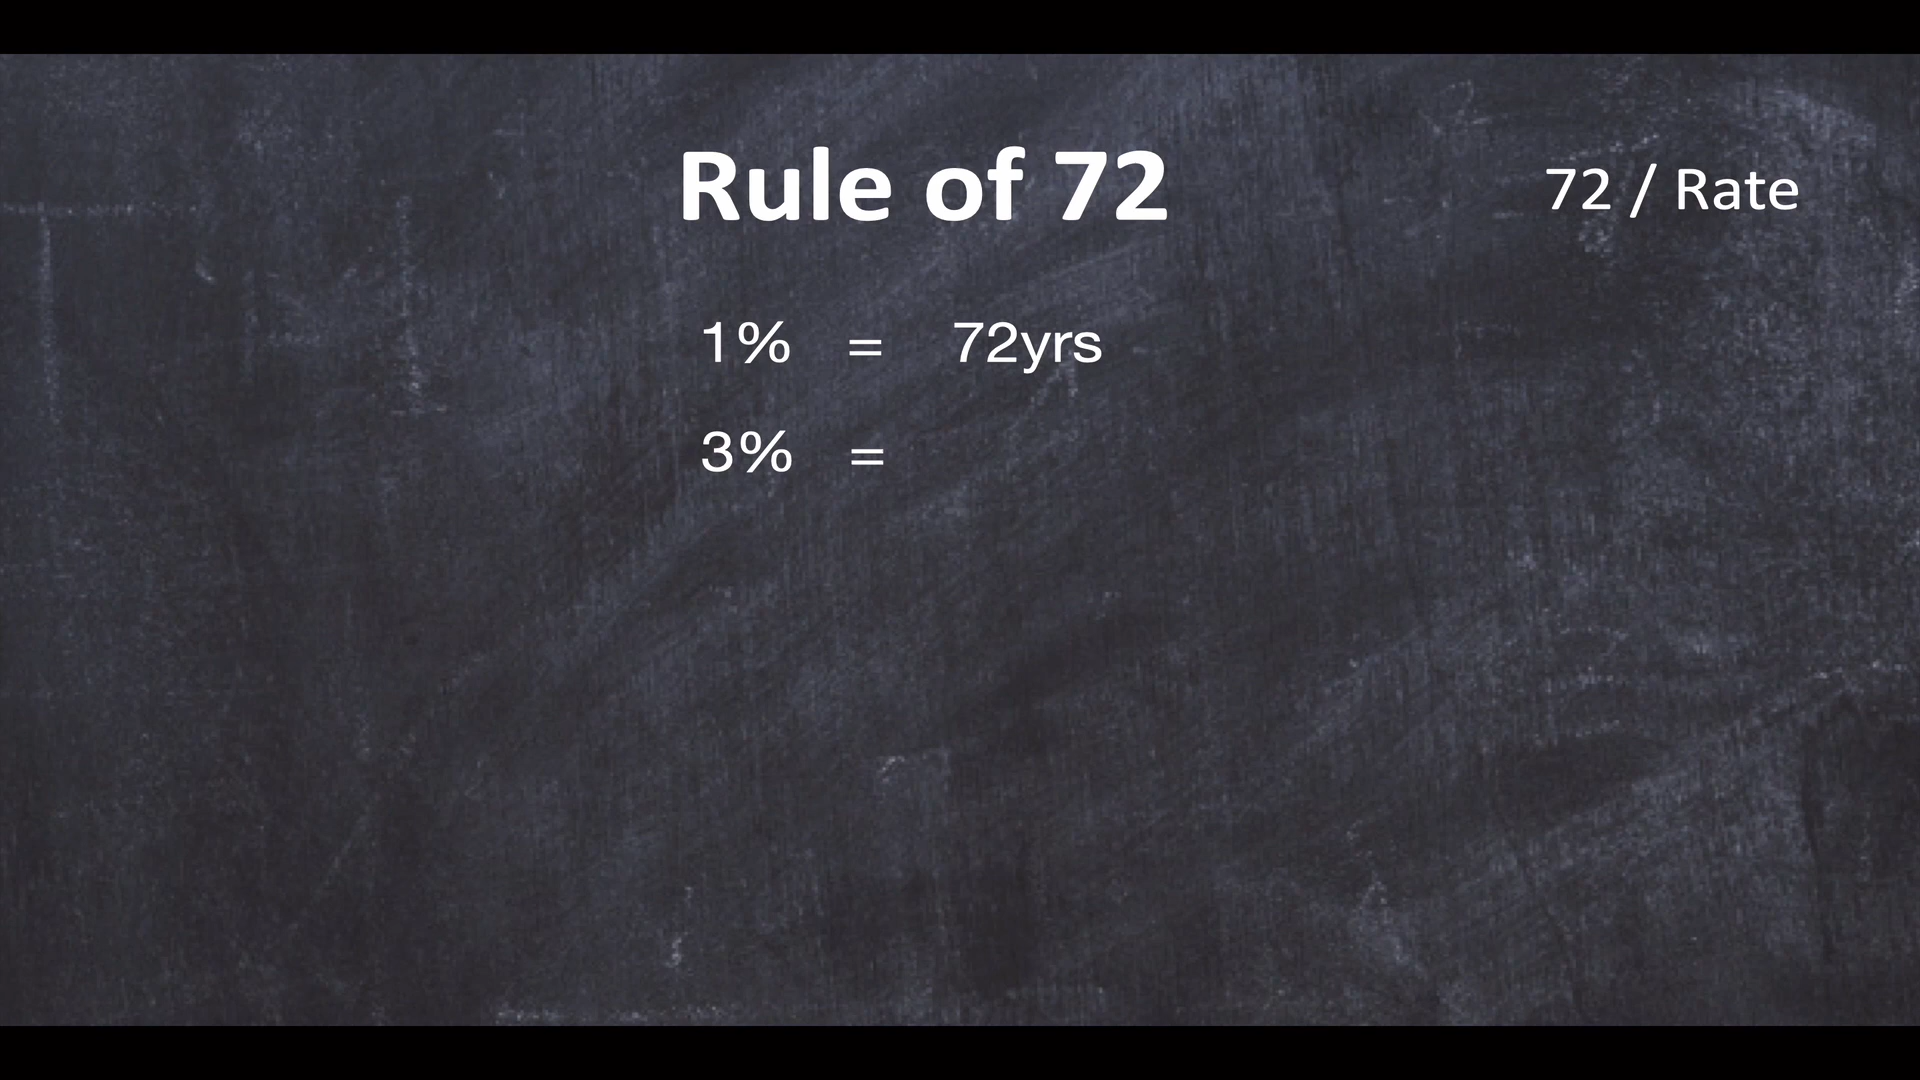 Rule of 72
72 / Rate
1% = 72yrs
3% =